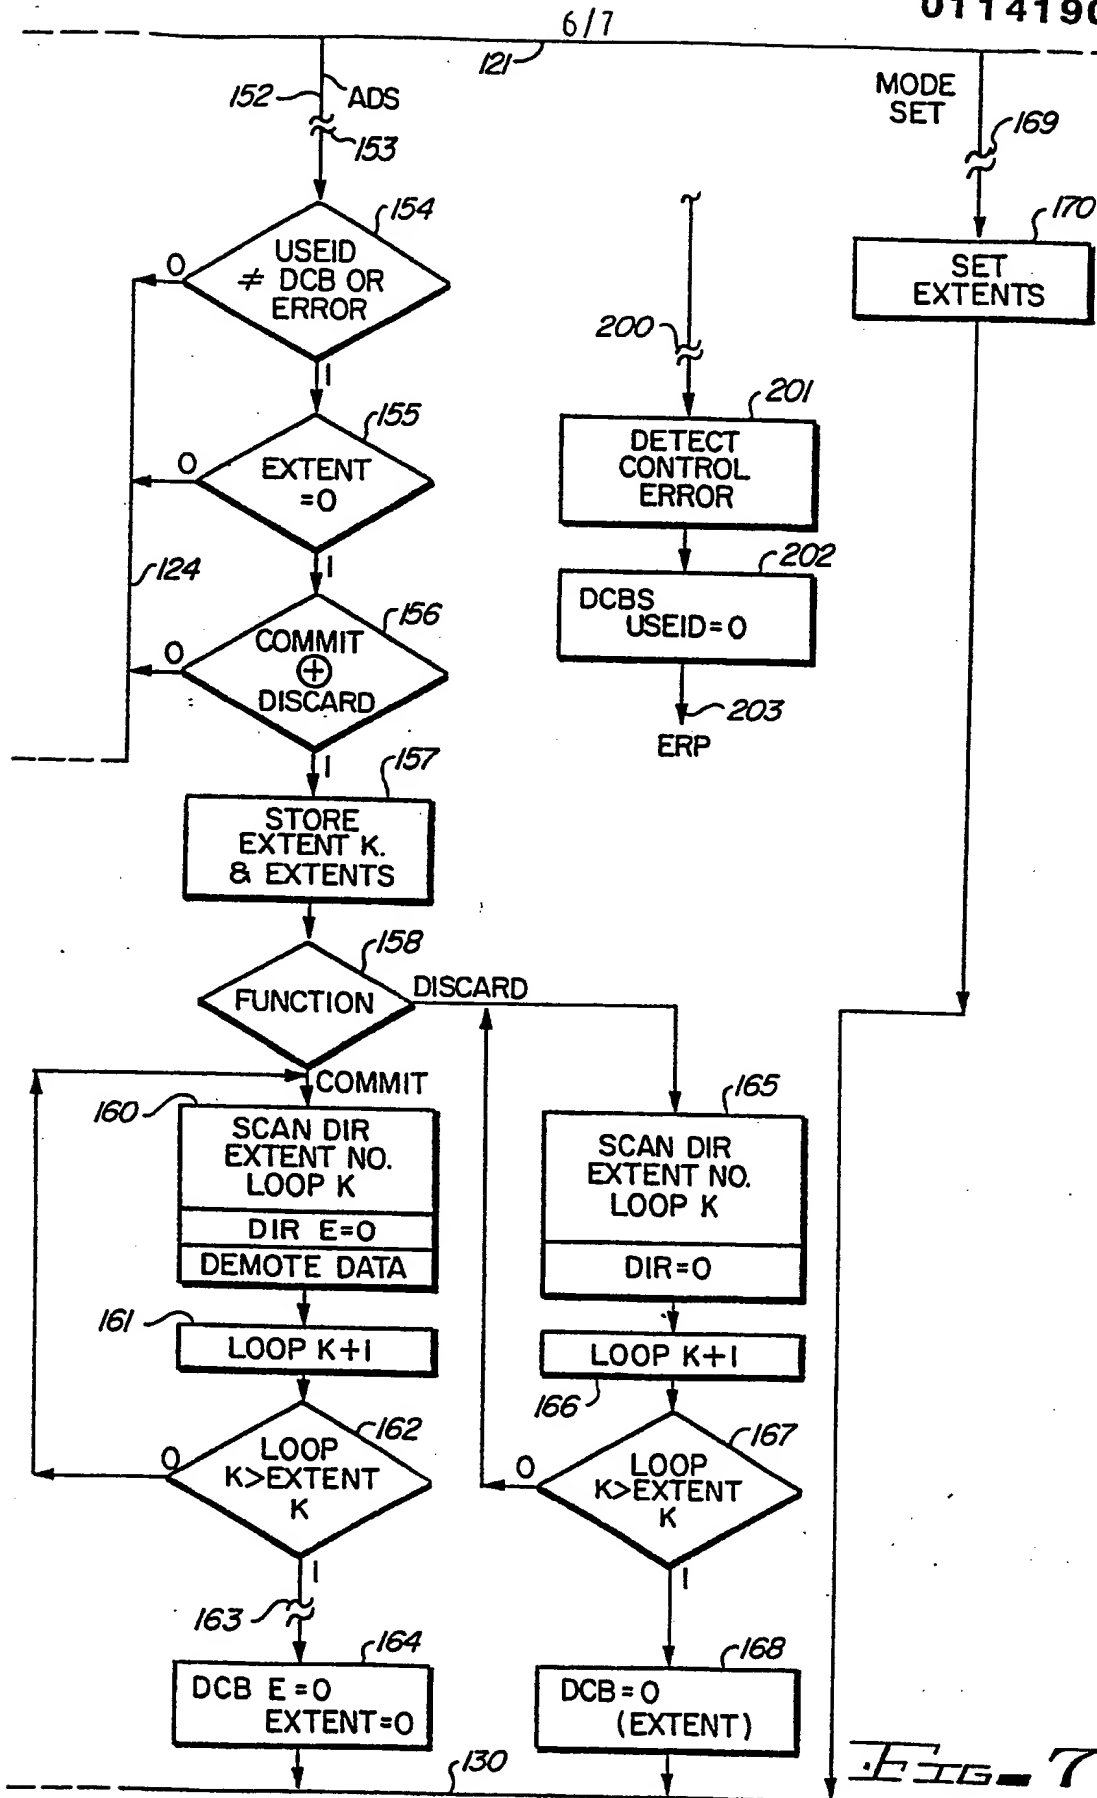 6/7
0114190
121
152
ADS
153
MODE
SET
169
154
USEID
≠ DCB OR
ERROR
0
1
170
SET
EXTENTS
200
155
EXTENT
=0
0
1
201
DETECT
CONTROL
ERROR
124
156
COMMIT
⊕
DISCARD
0
1
202
DCBS
USEID=0
203
ERP
157
STORE
EXTENT K.
& EXTENTS
158
FUNCTION
DISCARD
COMMIT
160
SCAN DIR
EXTENT NO.
LOOP K
DIR E=0
DEMOTE DATA
165
SCAN DIR
EXTENT NO.
LOOP K
DIR=0
161
LOOP K+1
LOOP K+1
166
162
LOOP
K>EXTENT
K
0
1
167
LOOP
K>EXTENT
K
0
1
163
164
DCB E=0
EXTENT=0
168
DCB=0
(EXTENT)
130
FIG_7